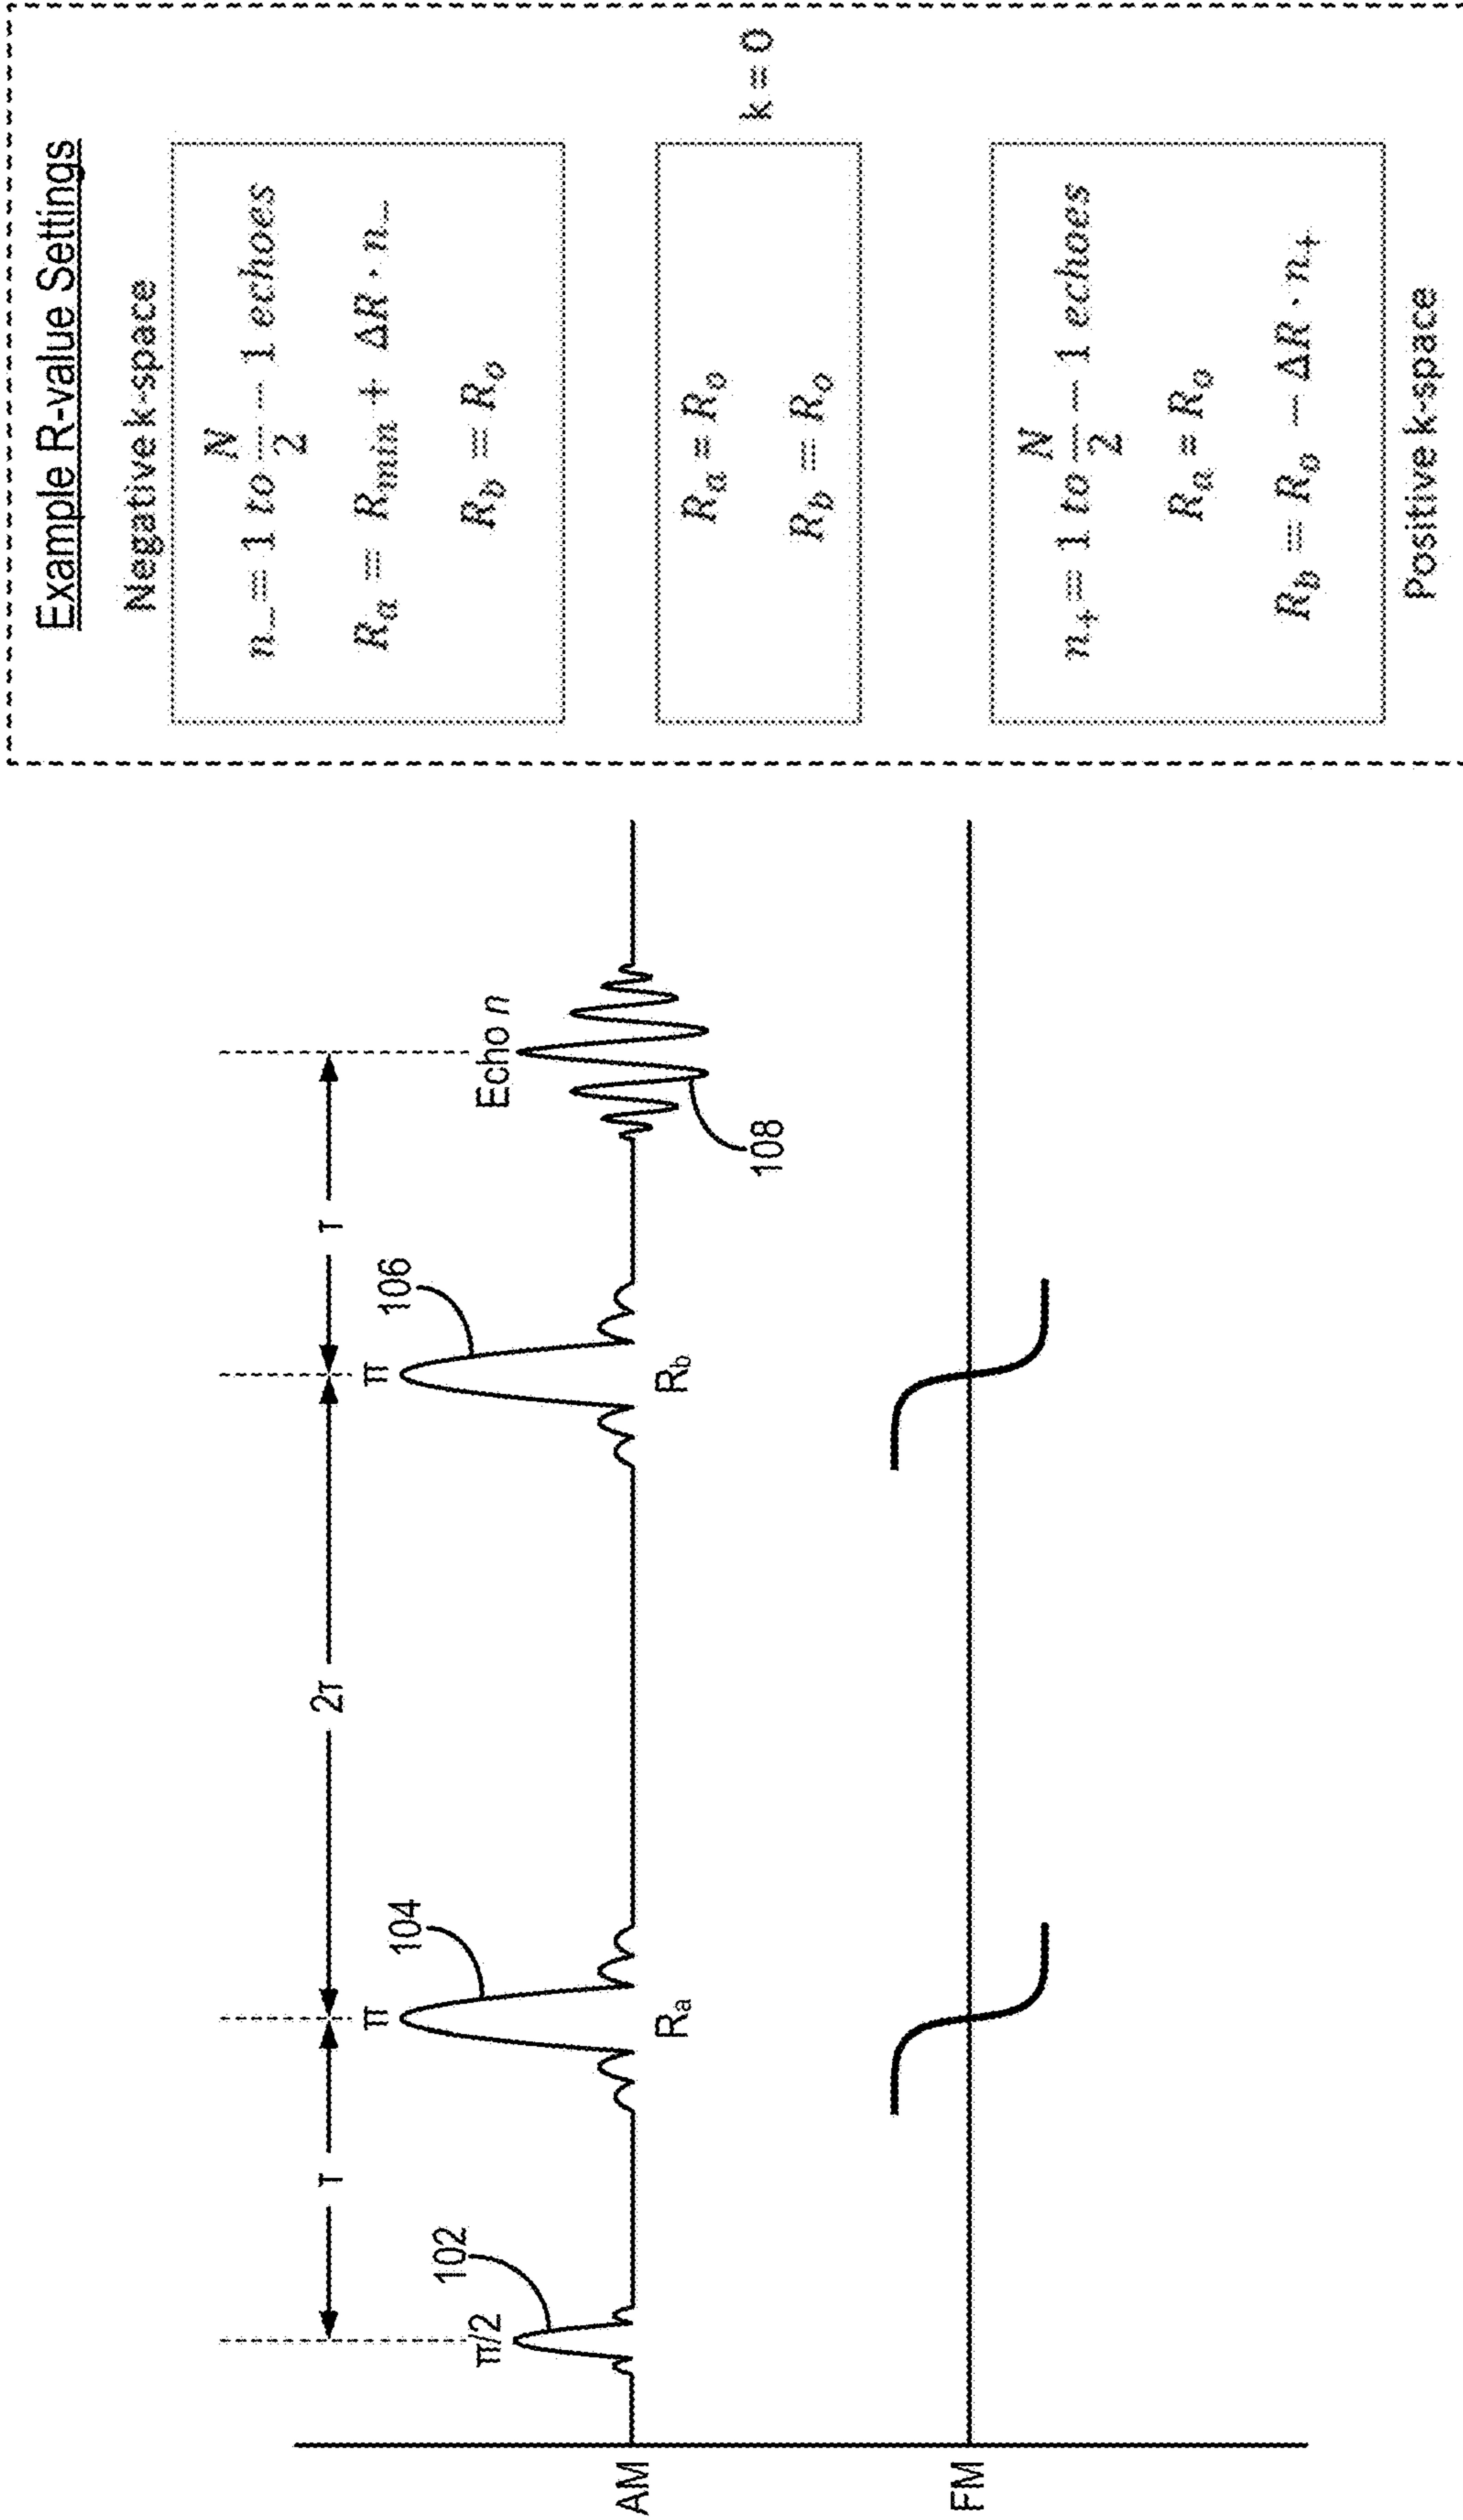 τ
2τ
τ
π/2
102
π
104
π
106
Echo n
108
AM
Rₐ
R_b
FM
Example R-value Settings
Negative k-space
n₋ = 1 to N/2 − 1 echoes
Rₐ = R_min + ΔR · n₋
R_b = R_o
Rₐ = R_o
R_b = R_o
k = 0
n₊ = 1 to N/2 − 1 echoes
Rₐ = R_o
R_b = R_o − ΔR · n₊
Positive k-space